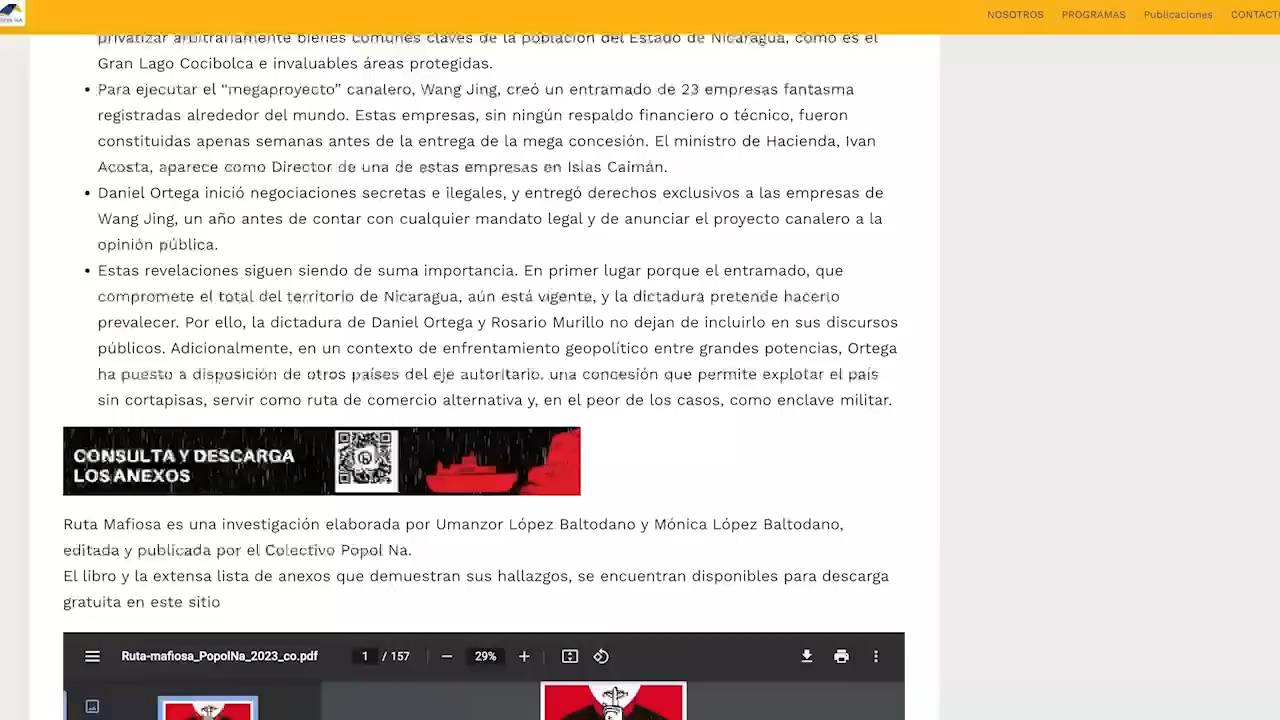 NOSOTROS PROGRAMAS Publicaciones CONTACT
privatizar arbitrariamente bienes comunes claves de la población del Estado de Nicaragua, como es el
Gran Lago Cocibolca e invaluables áreas protegidas.
• Para ejecutar el “megaproyecto” canalero, Wang Jing, creó un entramado de 23 empresas fantasma
registradas alrededor del mundo. Estas empresas, sin ningún respaldo financiero o técnico, fueron
constituidas apenas semanas antes de la entrega de la mega concesión. El ministro de Hacienda, Ivan
Acosta, aparece como Director de una de estas empresas en Islas Caimán.
• Daniel Ortega inició negociaciones secretas e ilegales, y entregó derechos exclusivos a las empresas de
Wang Jing, un año antes de contar con cualquier mandato legal y de anunciar el proyecto canalero a la
opinión pública.
• Estas revelaciones siguen siendo de suma importancia. En primer lugar porque el entramado, que
compromete el total del territorio de Nicaragua, aún está vigente, y la dictadura pretende hacerlo
prevalecer. Por ello, la dictadura de Daniel Ortega y Rosario Murillo no dejan de incluirlo en sus discursos
públicos. Adicionalmente, en un contexto de enfrentamiento geopolítico entre grandes potencias, Ortega
ha puesto a disposición de otros países del eje autoritario, una concesión que permite explotar el país
sin cortapisas, servir como ruta de comercio alternativa y, en el peor de los casos, como enclave militar.
CONSULTA Y DESCARGA
LOS ANEXOS
Ruta Mafiosa es una investigación elaborada por Umanzor López Baltodano y Mónica López Baltodano,
editada y publicada por el Colectivo Popol Na.
El libro y la extensa lista de anexos que demuestran sus hallazgos, se encuentran disponibles para descarga
gratuita en este sitio
Ruta-mafiosa_PopolNa_2023_co.pdf 1 / 157 29%